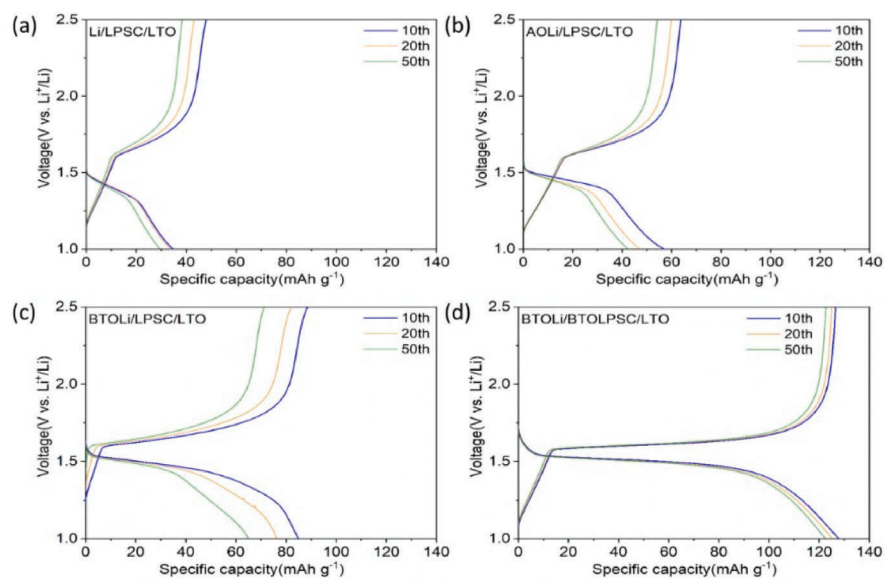 (a)
Li/LPSC/LTO
10th
20th
50th
2.5
2.0
1.5
1.0
Voltage(V vs. Li⁺/Li)
0 20 40 60 80 100 120 140
Specific capacity(mAh g⁻¹)
(b)
AOLi/LPSC/LTO
10th
20th
50th
2.5
2.0
1.5
1.0
Voltage(V vs. Li⁺/Li)
0 20 40 60 80 100 120 140
Specific capacity(mAh g⁻¹)
(c)
BTOLi/LPSC/LTO
10th
20th
50th
2.5
2.0
1.5
1.0
Voltage(V vs. Li⁺/Li)
0 20 40 60 80 100 120 140
Specific capacity(mAh g⁻¹)
(d)
BTOLi/BTOLPSC/LTO
10th
20th
50th
2.5
2.0
1.5
1.0
Voltage(V vs. Li⁺/Li)
0 20 40 60 80 100 120 140
Specific capacity(mAh g⁻¹)